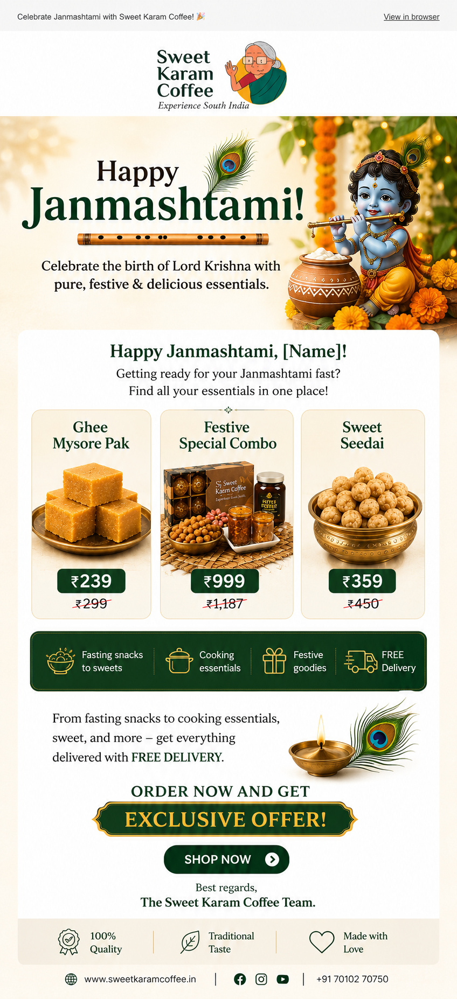 Celebrate Janmashtami with Sweet Karam Coffee! 🎉
View in browser
Sweet
Karam
Coffee
Experience South India
Happy
Janmashtami!
Celebrate the birth of Lord Krishna with
pure, festive & delicious essentials.
Happy Janmashtami, [Name]!
Getting ready for your Janmashtami fast?
Find all your essentials in one place!
Ghee
Mysore Pak
₹239
₹299
Festive
Special Combo
Sweet
Karam Coffee
₹999
₹1,187
Sweet
Seedai
₹359
₹450
Fasting snacks
to sweets
Cooking
essentials
Festive
goodies
FREE
Delivery
From fasting snacks to cooking essentials,
sweet, and more – get everything
delivered with FREE DELIVERY.
ORDER NOW AND GET
EXCLUSIVE OFFER!
SHOP NOW
Best regards,
The Sweet Karam Coffee Team.
100%
Quality
Traditional
Taste
Made with
Love
www.sweetkaramcoffee.in
+91 70102 70750